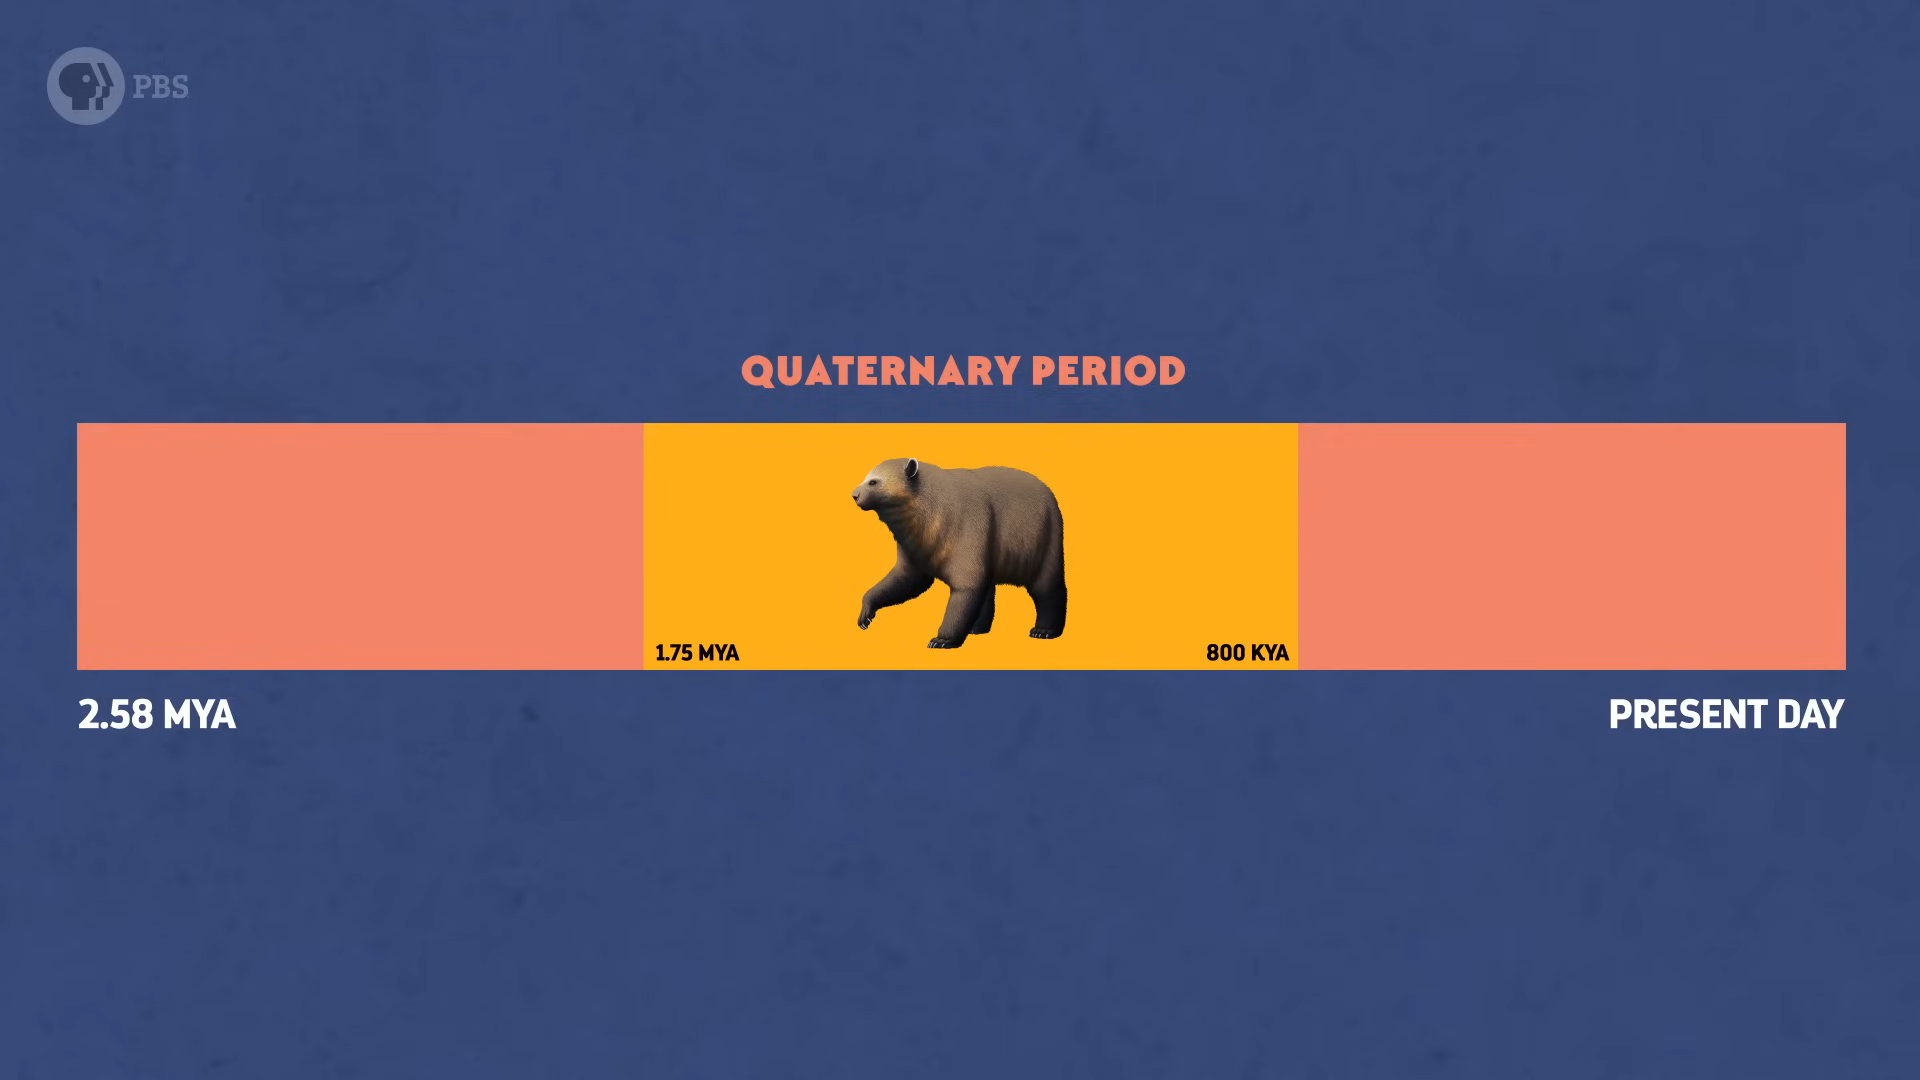 PBS
QUATERNARY PERIOD
1.75 MYA
800 KYA
2.58 MYA
PRESENT DAY